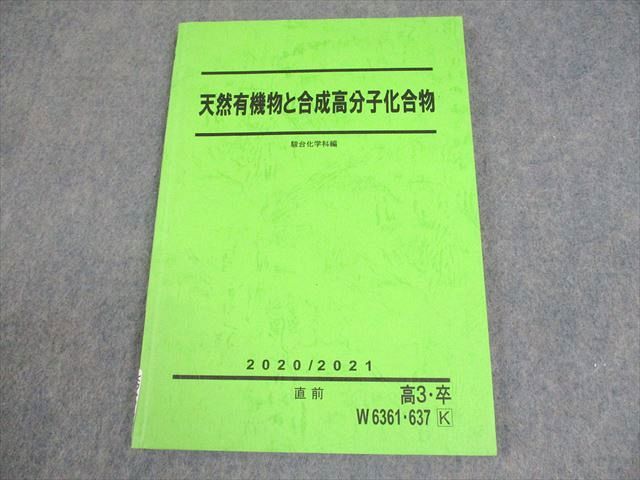 天然有機物と合成高分子化合物
駿台化学科編
2020/2021
直前
高3・卒
W6361・637 K